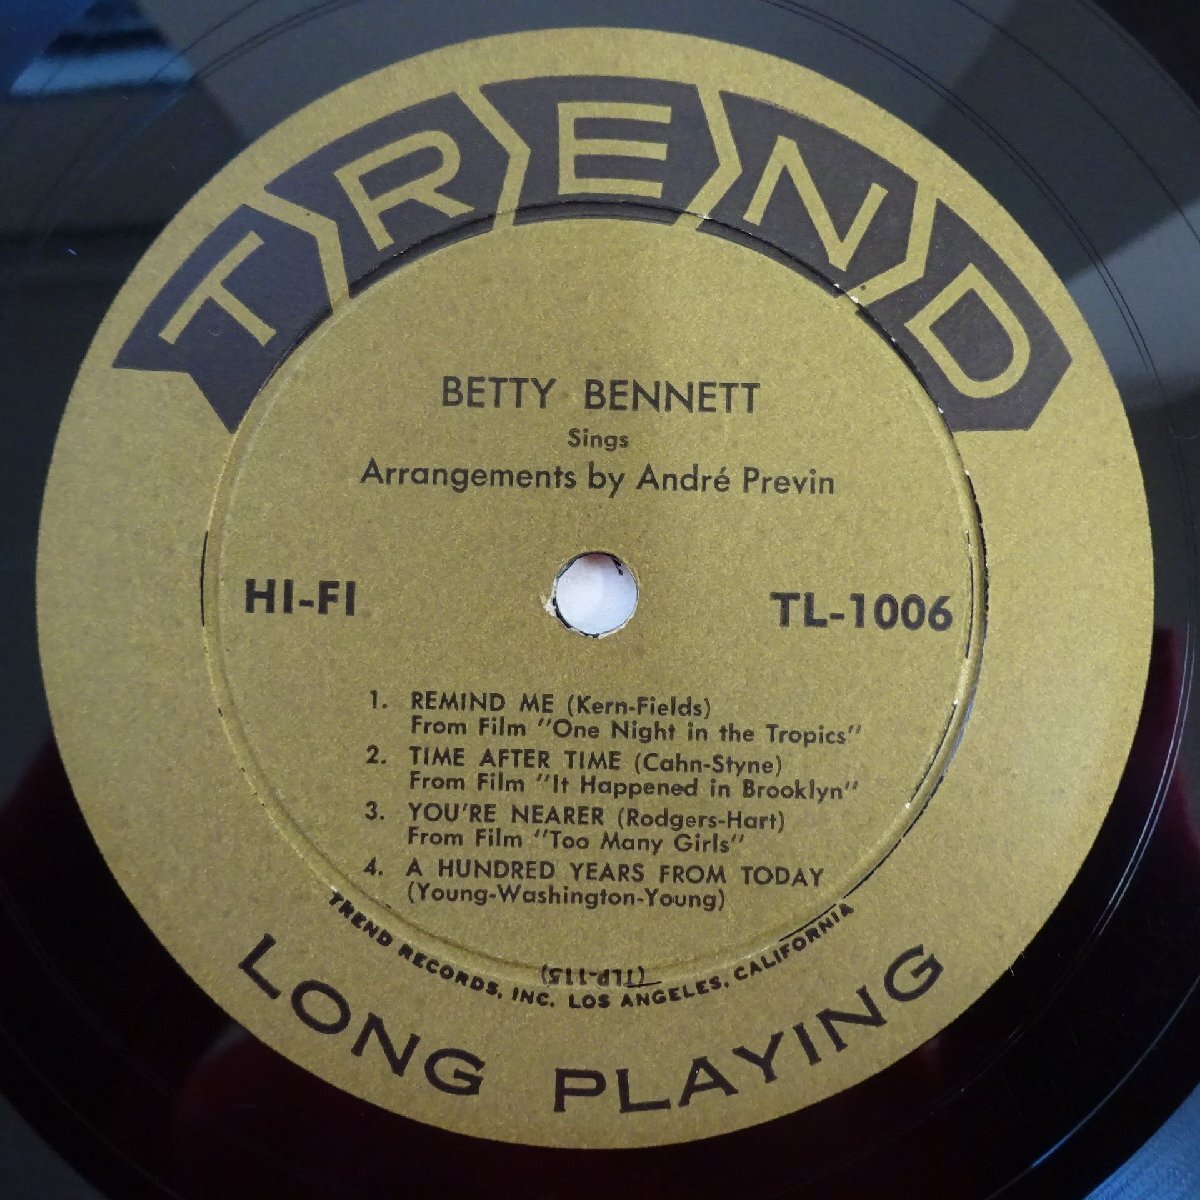 TREND
BETTY BENNETT
Sings
Arrangements by André Previn
HI-FI
TL-1006
1. REMIND ME (Kern-Fields)
From Film "One Night in the Tropics"
2. TIME AFTER TIME (Cahn-Styne)
From Film "It Happened in Brooklyn"
3. YOU'RE NEARER (Rodgers-Hart)
From Film "Too Many Girls"
4. A HUNDRED YEARS FROM TODAY
(Young-Washington-Young)
(TLP-115)
TREND RECORDS, INC. LOS ANGELES, CALIFORNIA
LONG PLAYING